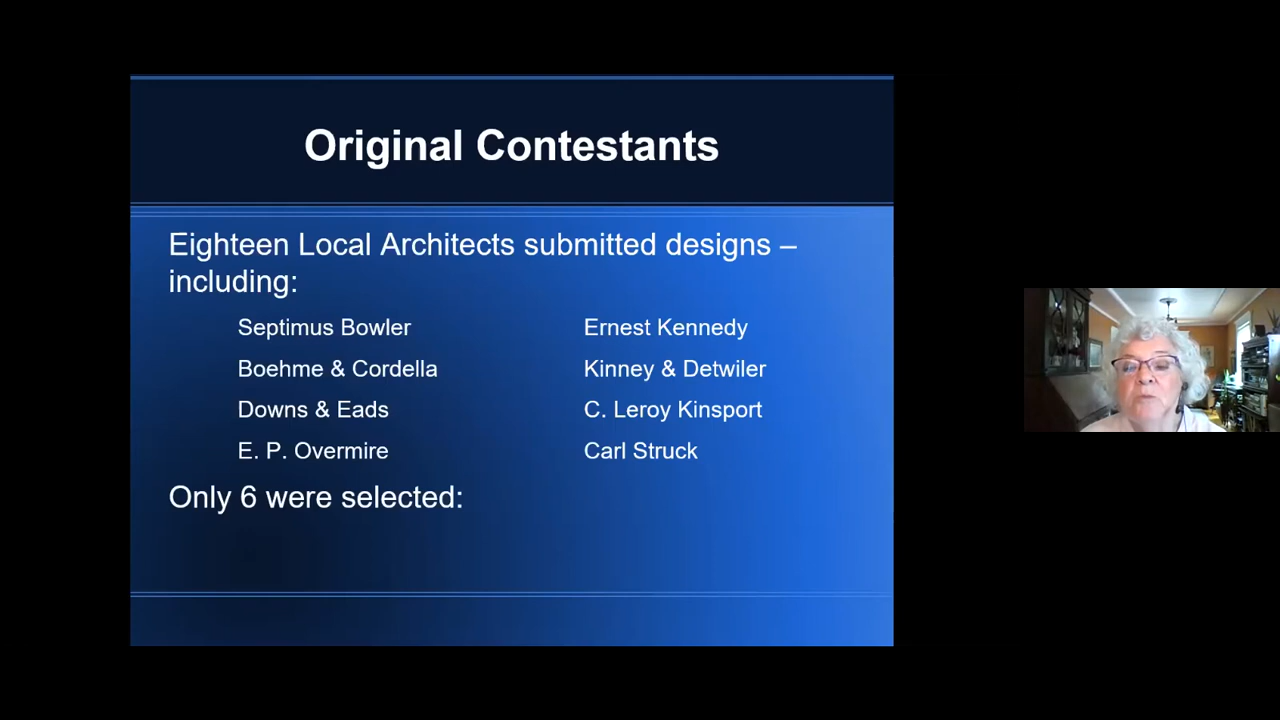 Original Contestants
Eighteen Local Architects submitted designs –
including:
Septimus Bowler
Ernest Kennedy
Boehme & Cordella
Kinney & Detwiler
Downs & Eads
C. Leroy Kinsport
E. P. Overmire
Carl Struck
Only 6 were selected: